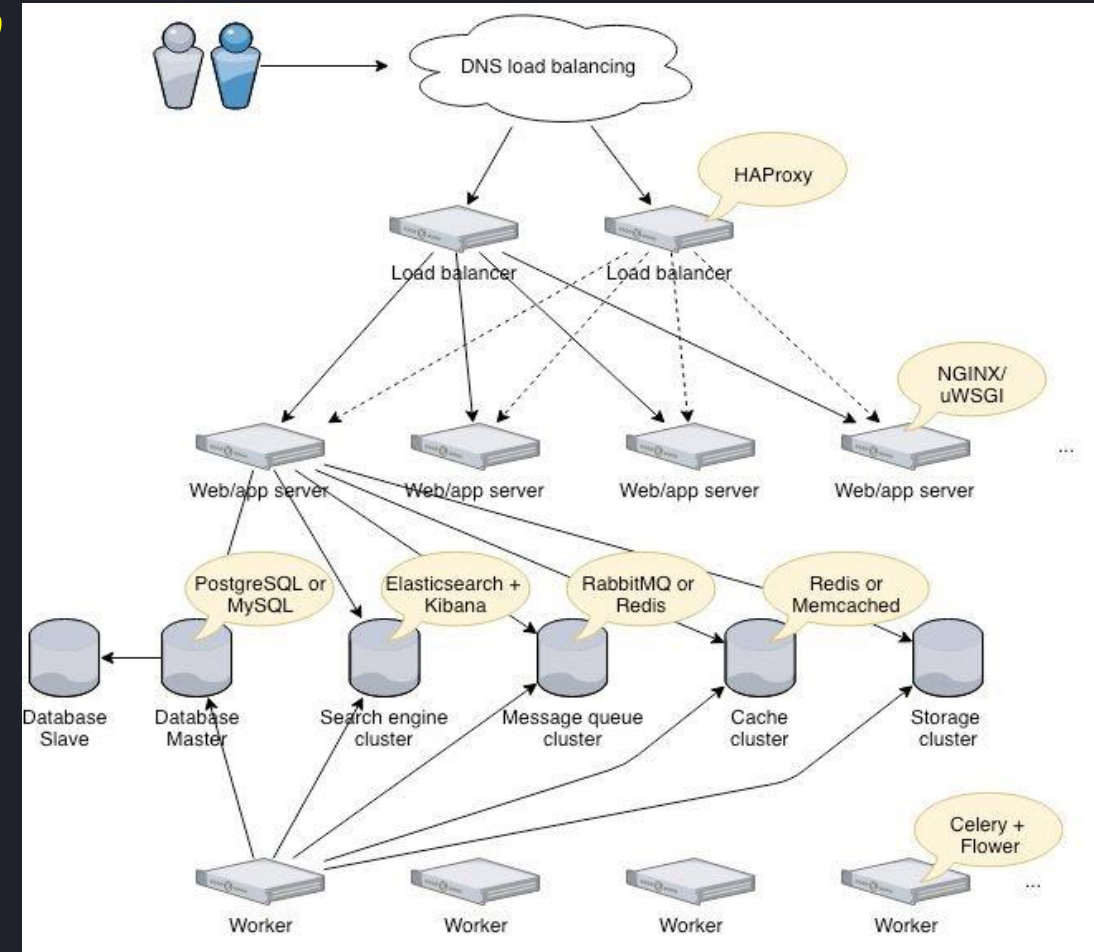 DNS load balancing
HAProxy
Load balancer
Load balancer
NGINX/
uWSGI
...
Web/app server
Web/app server
Web/app server
Web/app server
PostgreSQL or
MySQL
Elasticsearch +
Kibana
RabbitMQ or
Redis
Redis or
Memcached
Database
Slave
Database
Master
Search engine
cluster
Message queue
cluster
Cache
cluster
Storage
cluster
Celery +
Flower
...
Worker
Worker
Worker
Worker